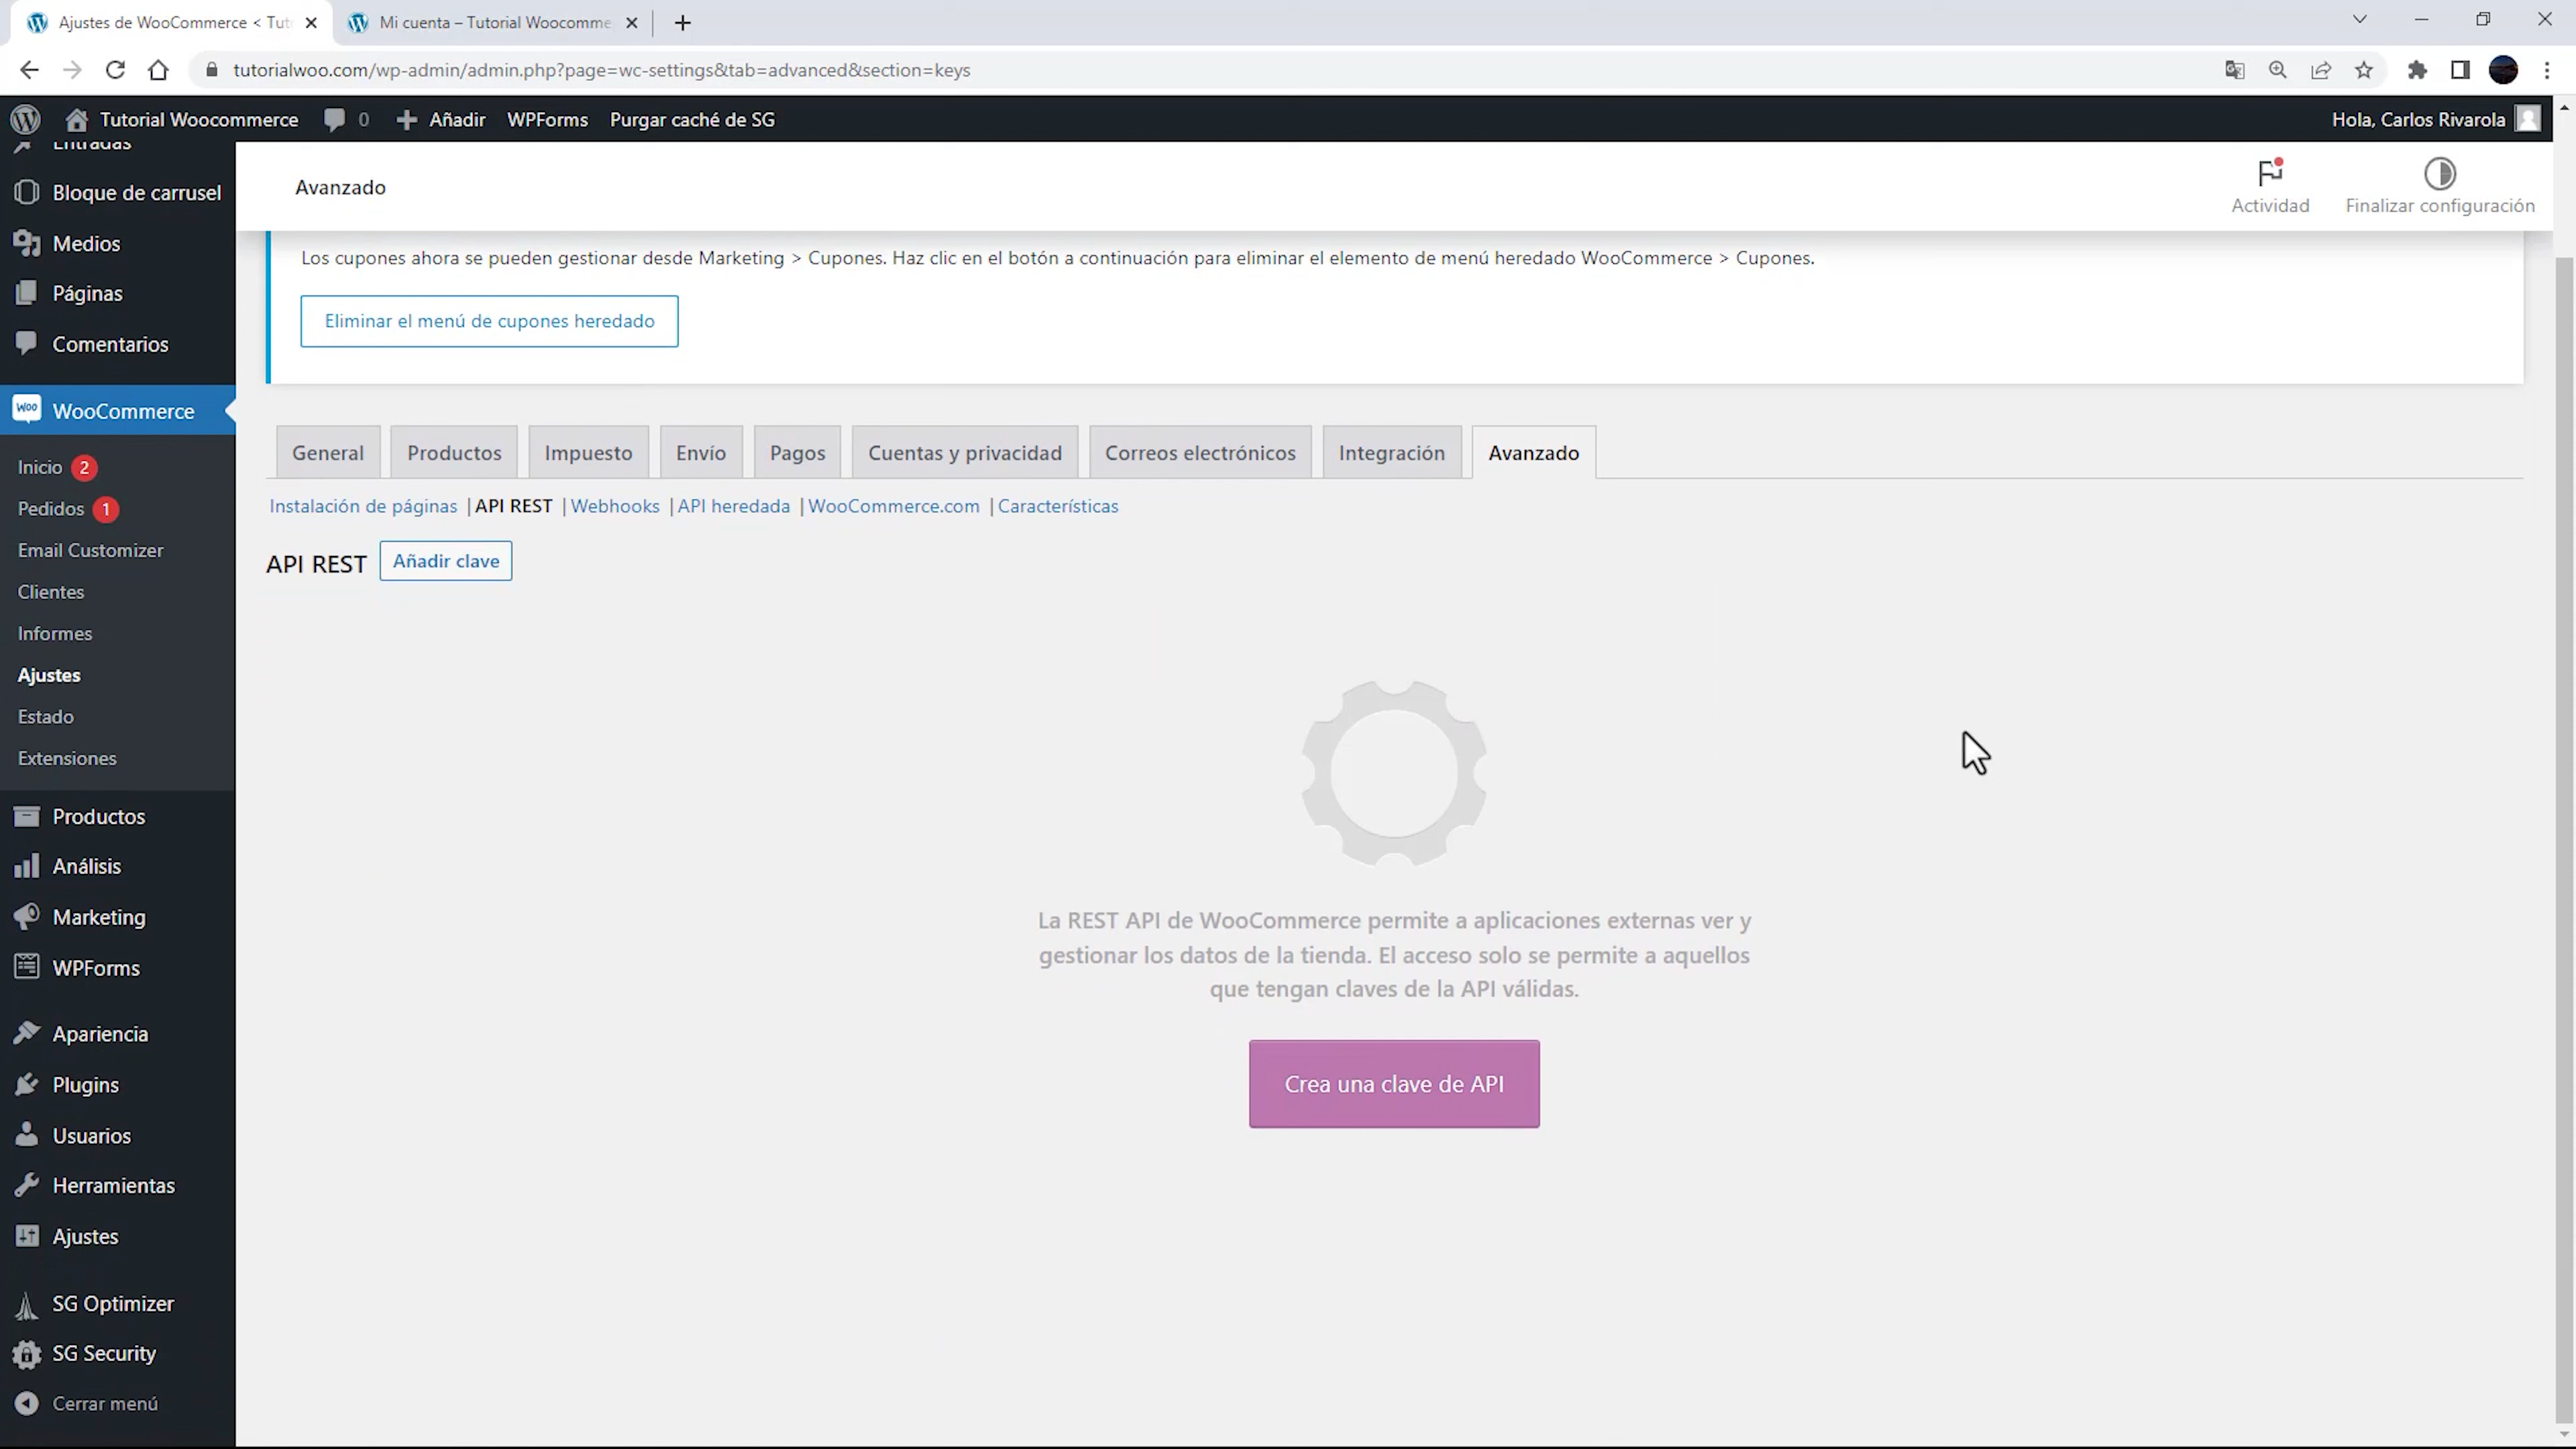 Ajustes de WooCommerce < Tut
Mi cuenta – Tutorial Woocomme
tutorialwoo.com/wp-admin/admin.php?page=wc-settings&tab=advanced&section=keys
Tutorial Woocommerce
0
Añadir
WPForms
Purgar caché de SG
Hola, Carlos Rivarola
Entradas
Bloque de carrusel
Medios
Páginas
Comentarios
Woo WooCommerce
Inicio 2
Pedidos 1
Email Customizer
Clientes
Informes
Ajustes
Estado
Extensiones
Productos
Análisis
Marketing
WPForms
Apariencia
Plugins
Usuarios
Herramientas
Ajustes
SG Optimizer
SG Security
Cerrar menú
Avanzado
Actividad
Finalizar configuración
Los cupones ahora se pueden gestionar desde Marketing > Cupones. Haz clic en el botón a continuación para eliminar el elemento de menú heredado WooCommerce > Cupones.
Eliminar el menú de cupones heredado
General
Productos
Impuesto
Envío
Pagos
Cuentas y privacidad
Correos electrónicos
Integración
Avanzado
Instalación de páginas | API REST | Webhooks | API heredada | WooCommerce.com | Características
API REST
Añadir clave
La REST API de WooCommerce permite a aplicaciones externas ver y
gestionar los datos de la tienda. El acceso solo se permite a aquellos
que tengan claves de la API válidas.
Crea una clave de API